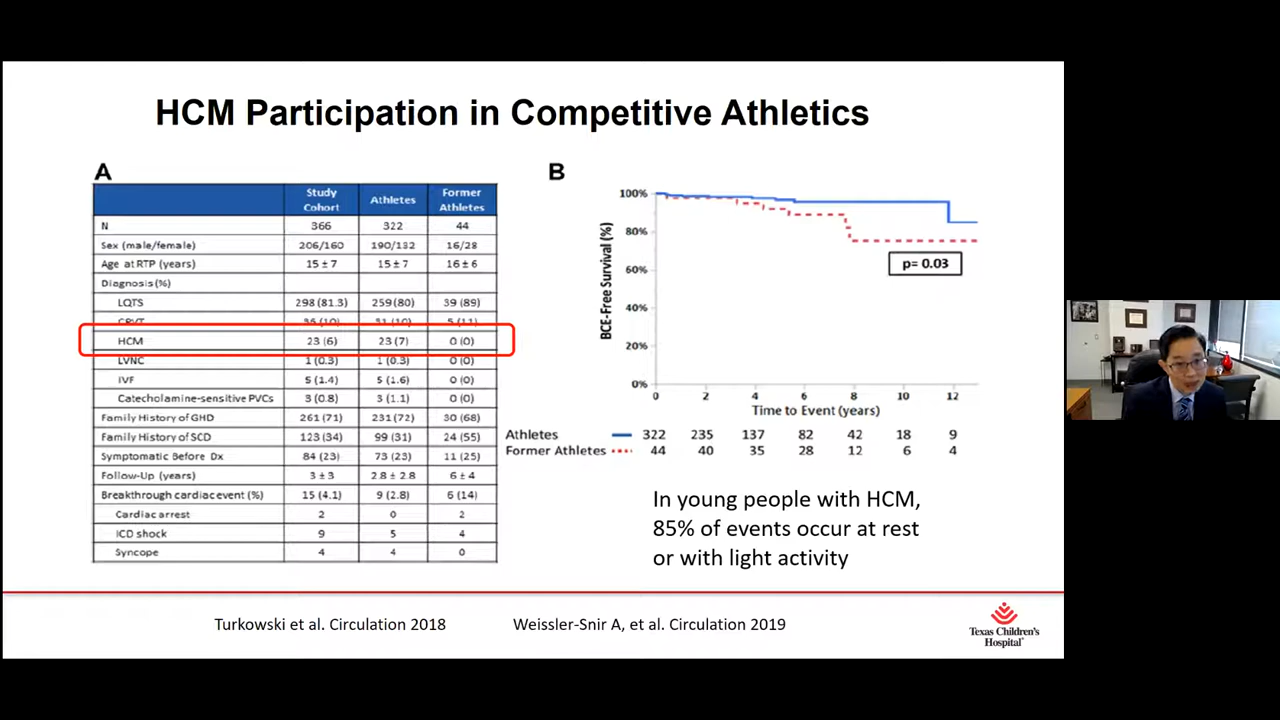 HCM Participation in Competitive Athletics
A
Study Cohort Athletes Former Athletes
N 366 322 44
Sex (male/female) 206/160 190/132 16/28
Age at RTP (years) 15 ± 7 15 ± 7 16 ± 6
Diagnosis (%)
LQTS 298 (81.3) 259 (80) 39 (89)
CPVT 36 (10) 31 (10) 5 (11)
HCM 23 (6) 23 (7) 0 (0)
LVNC 1 (0.3) 1 (0.3) 0 (0)
IVF 5 (1.4) 5 (1.6) 0 (0)
Catecholamine-sensitive PVCs 3 (0.8) 3 (1.1) 0 (0)
Family History of GHD 261 (71) 231 (72) 30 (68)
Family History of SCD 123 (34) 99 (31) 24 (55)
Symptomatic Before Dx 84 (23) 73 (23) 11 (25)
Follow-Up (years) 3 ± 3 2.8 ± 2.8 6 ± 4
Breakthrough cardiac event (%) 15 (4.1) 9 (2.8) 6 (14)
Cardiac arrest 2 0 2
ICD shock 9 5 4
Syncope 4 4 0
B
BCE-Free Survival (%)
100%
80%
60%
40%
20%
0%
p= 0.03
0 2 4 6 8 10 12
Time to Event (years)
Athletes 322 235 137 82 42 18 9
Former Athletes 44 40 35 28 12 6 4
In young people with HCM,
85% of events occur at rest
or with light activity
Turkowski et al. Circulation 2018
Weissler-Snir A, et al. Circulation 2019
Texas Children's
Hospital